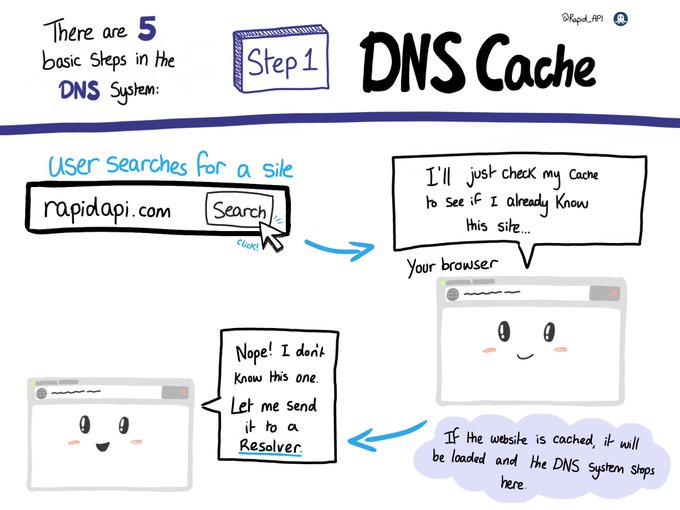 There are 5
basic steps in the
DNS System:
Step 1
DNS Cache
@Rapid_API
User searches for a site
rapidapi.com
Search
Click!
I'll just check my cache
to see if I already know
this site...
Your browser
Nope! I don't
know this one.
Let me send
it to a
Resolver.
If the website is cached, it will
be loaded and the DNS system stops
here.